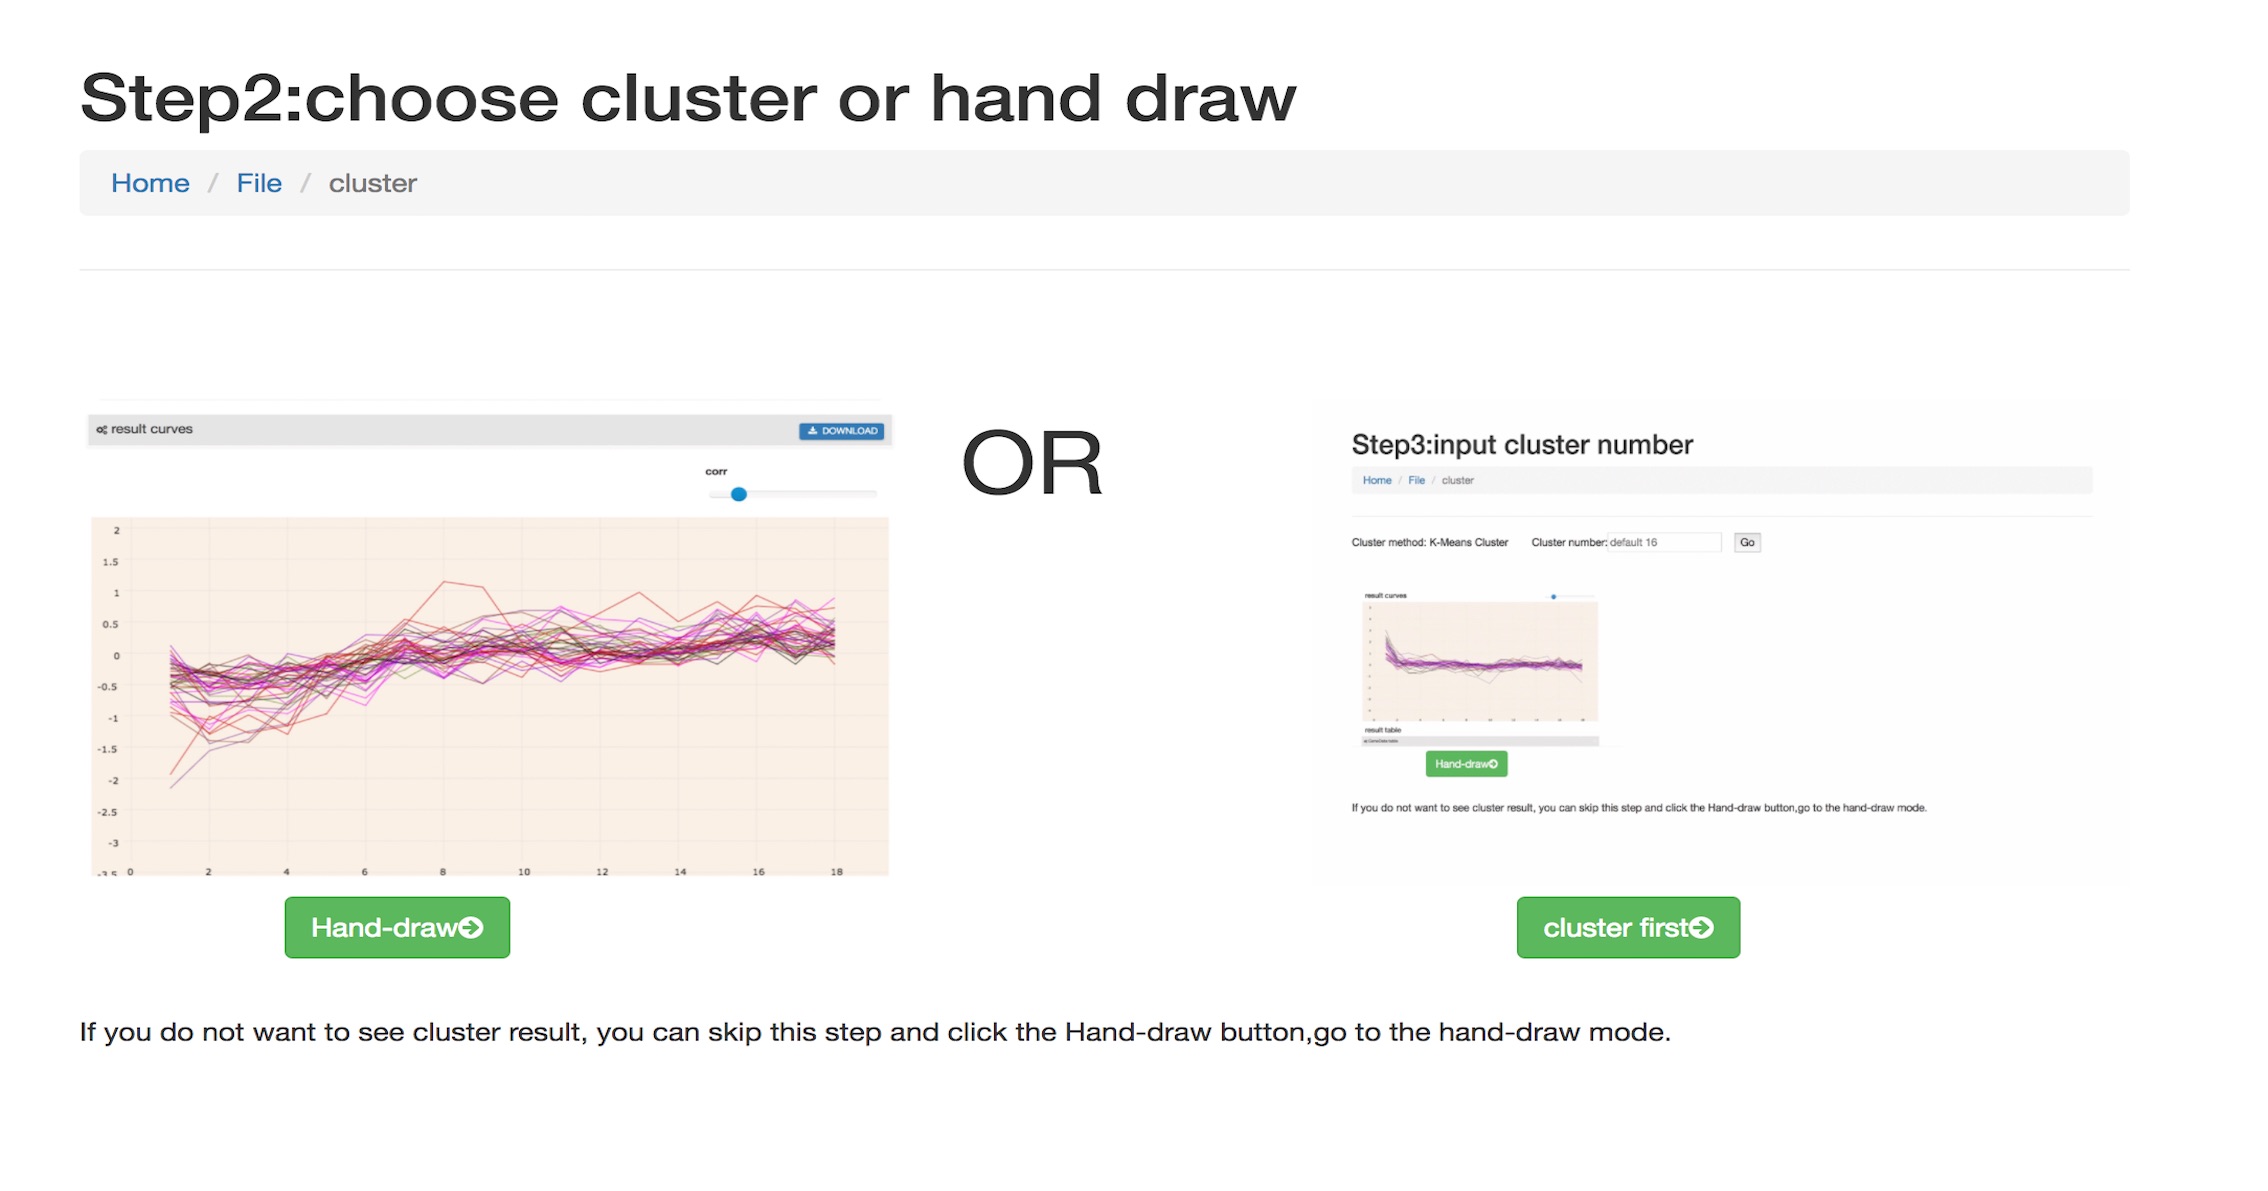 Step2:choose cluster or hand draw
Home / File / cluster
result curves
DOWNLOAD
corr
2
1.5
1
0.5
0
-0.5
-1
-1.5
-2
-2.5
-3
-3.5
0 2 4 6 8 10 12 14 16 18
Hand-draw
OR
Step3:input cluster number
Home / File / cluster
Cluster method: K-Means Cluster Cluster number: default 16 Go
result curves
result table
Hand-draw
If you do not want to see cluster result, you can skip this step and click the Hand-draw button,go to the hand-draw mode.
cluster first
If you do not want to see cluster result, you can skip this step and click the Hand-draw button,go to the hand-draw mode.